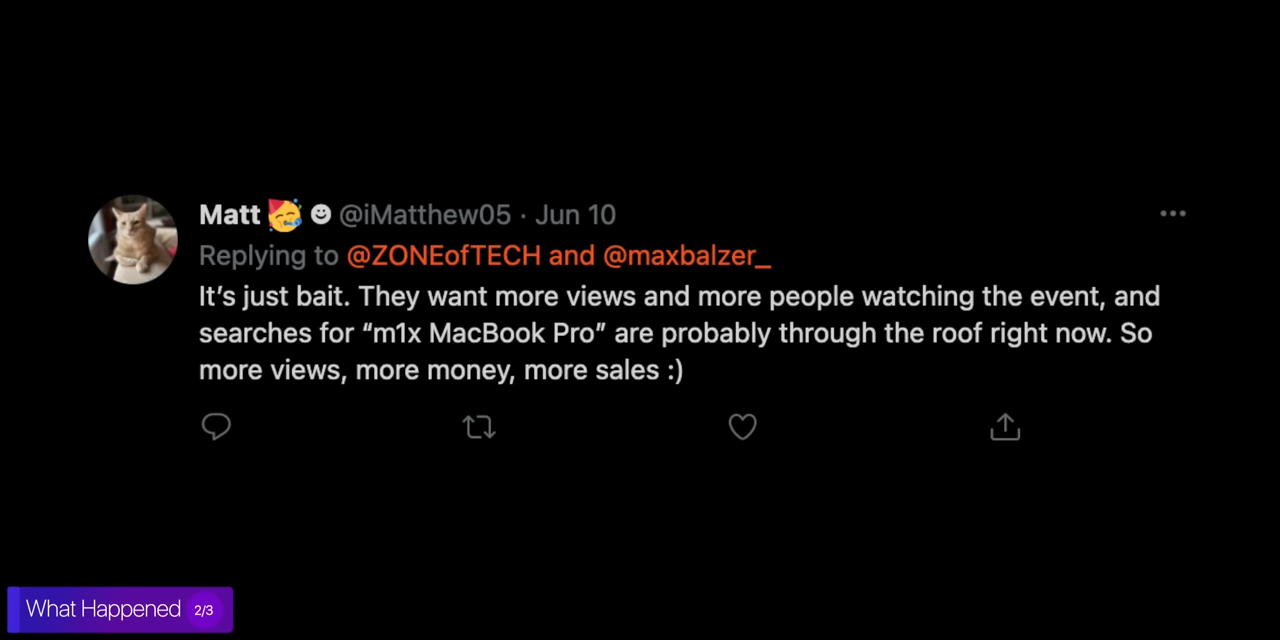 Matt 🥳 ☻ @iMatthew05 · Jun 10
Replying to @ZONEofTECH and @maxbalzer_
It’s just bait. They want more views and more people watching the event, and
searches for “m1x MacBook Pro” are probably through the roof right now. So
more views, more money, more sales :)
What Happened 2/3